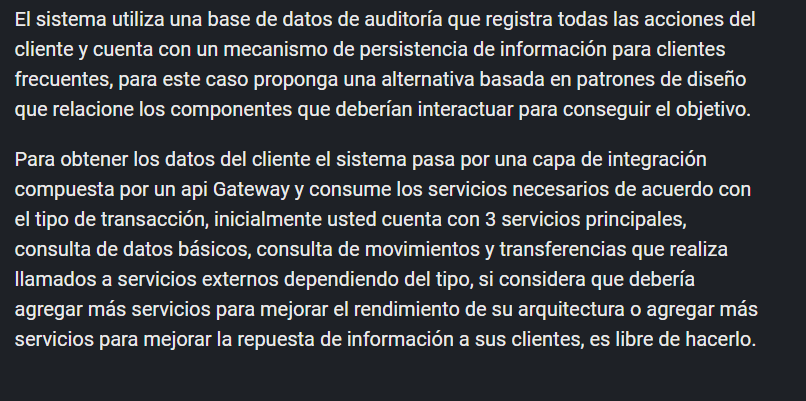 El sistema utiliza una base de datos de auditoría que registra todas las acciones del
cliente y cuenta con un mecanismo de persistencia de información para clientes
frecuentes, para este caso proponga una alternativa basada en patrones de diseño
que relacione los componentes que deberían interactuar para conseguir el objetivo.
Para obtener los datos del cliente el sistema pasa por una capa de integración
compuesta por un api Gateway y consume los servicios necesarios de acuerdo con
el tipo de transacción, inicialmente usted cuenta con 3 servicios principales,
consulta de datos básicos, consulta de movimientos y transferencias que realiza
llamados a servicios externos dependiendo del tipo, si considera que debería
agregar más servicios para mejorar el rendimiento de su arquitectura o agregar más
servicios para mejorar la repuesta de información a sus clientes, es libre de hacerlo.